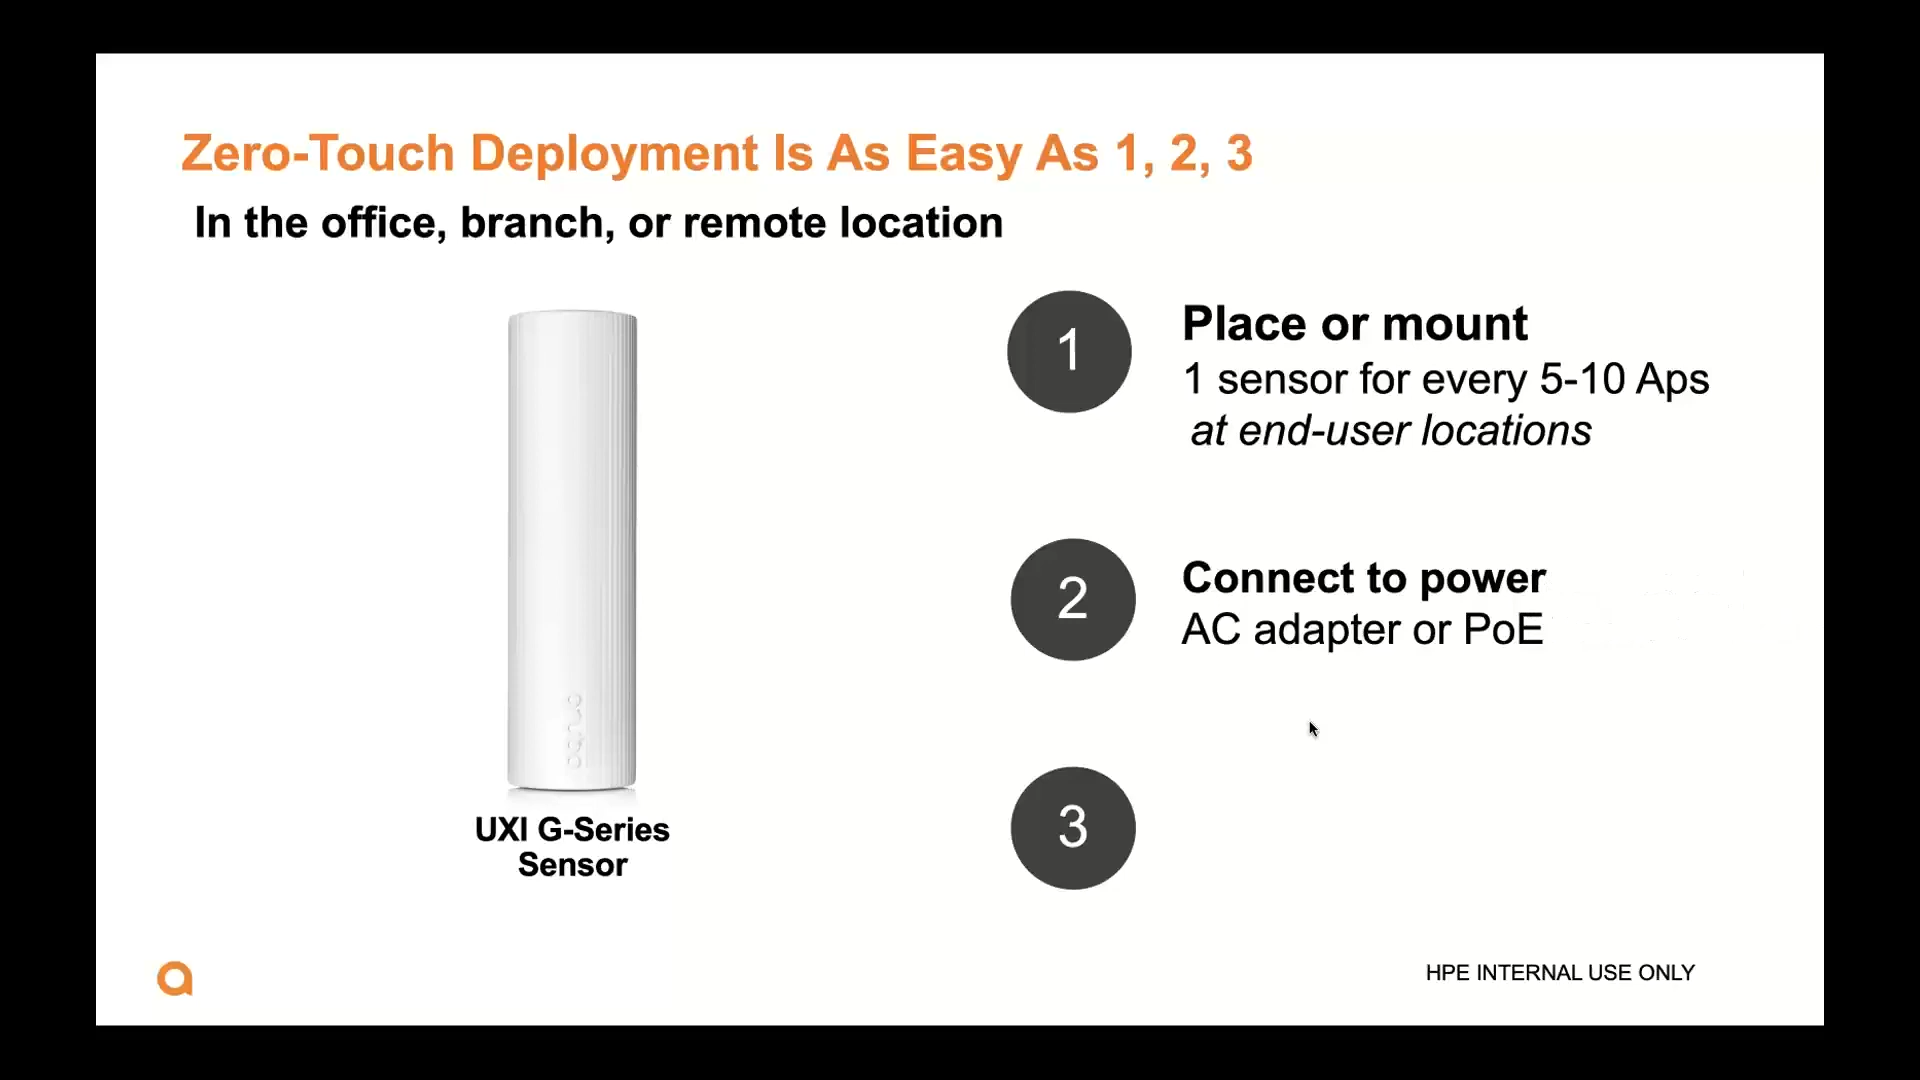 Zero-Touch Deployment Is As Easy As 1, 2, 3
In the office, branch, or remote location
1
Place or mount
1 sensor for every 5-10 Aps
at end-user locations
2
Connect to power
AC adapter or PoE
3
aruba
UXI G-Series
Sensor
HPE INTERNAL USE ONLY